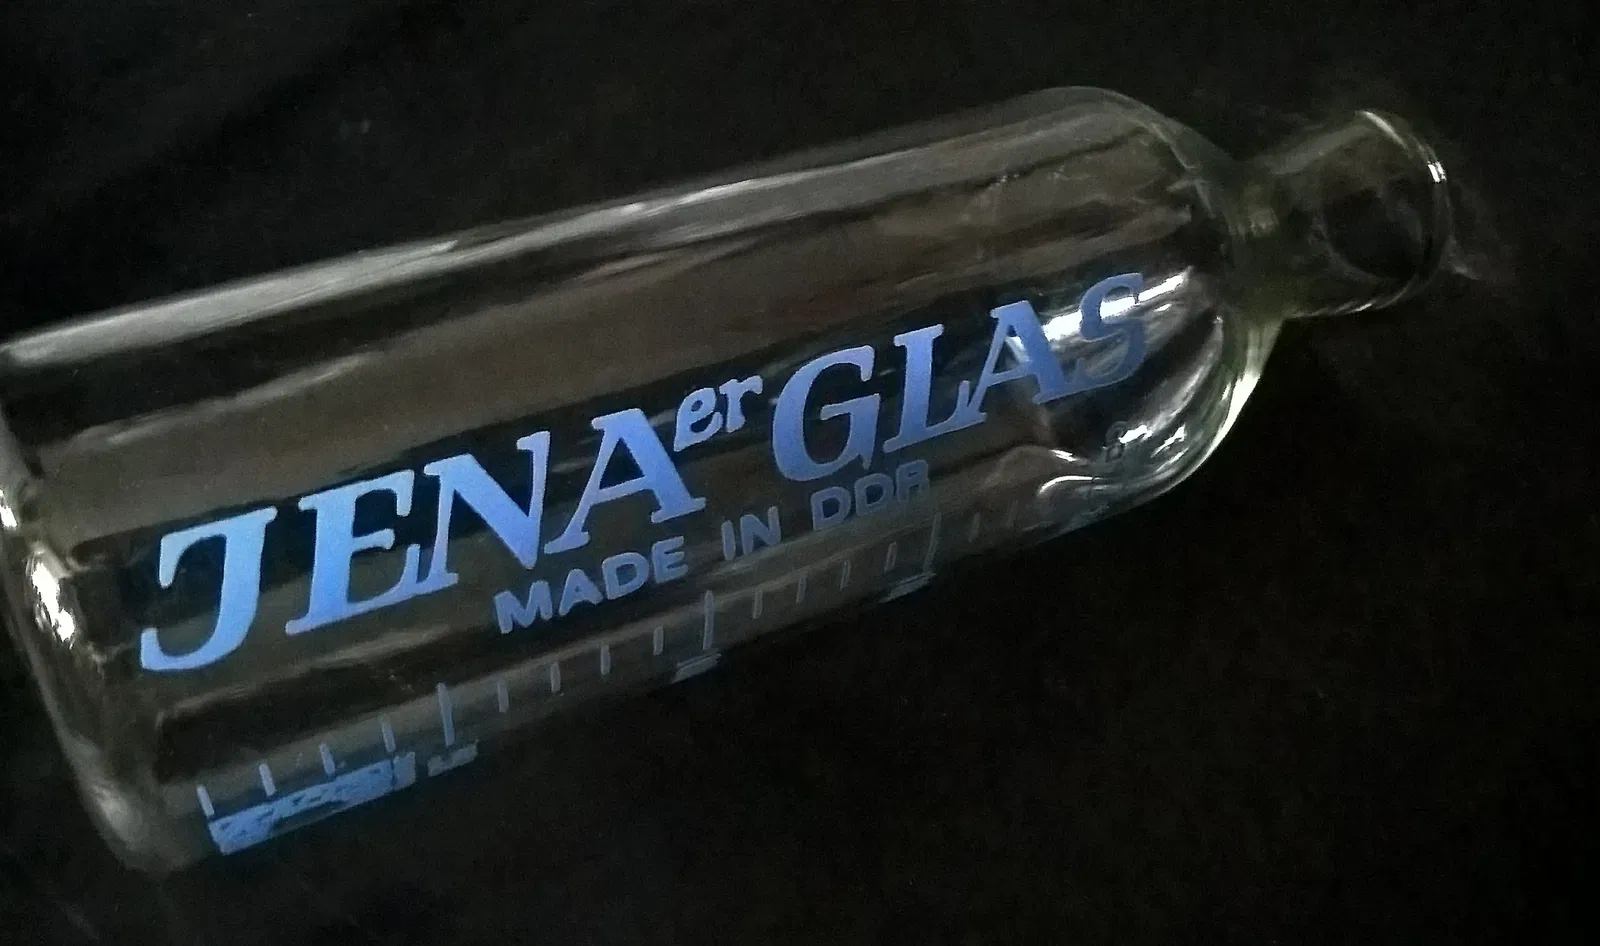 JENAer GLAS
MADE IN DDR